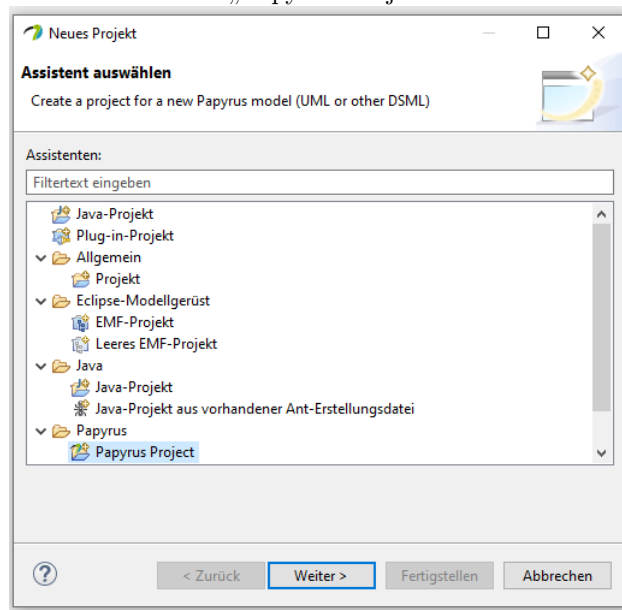 Neues Projekt
Assistent auswählen
Create a project for a new Papyrus model (UML or other DSML)
Assistenten:
Filtertext eingeben
Java-Projekt
Plug-in-Projekt
Allgemein
Projekt
Eclipse-Modellgerüst
EMF-Projekt
Leeres EMF-Projekt
Java
Java-Projekt
Java-Projekt aus vorhandener Ant-Erstellungsdatei
Papyrus
Papyrus Project
< Zurück Weiter > Fertigstellen Abbrechen